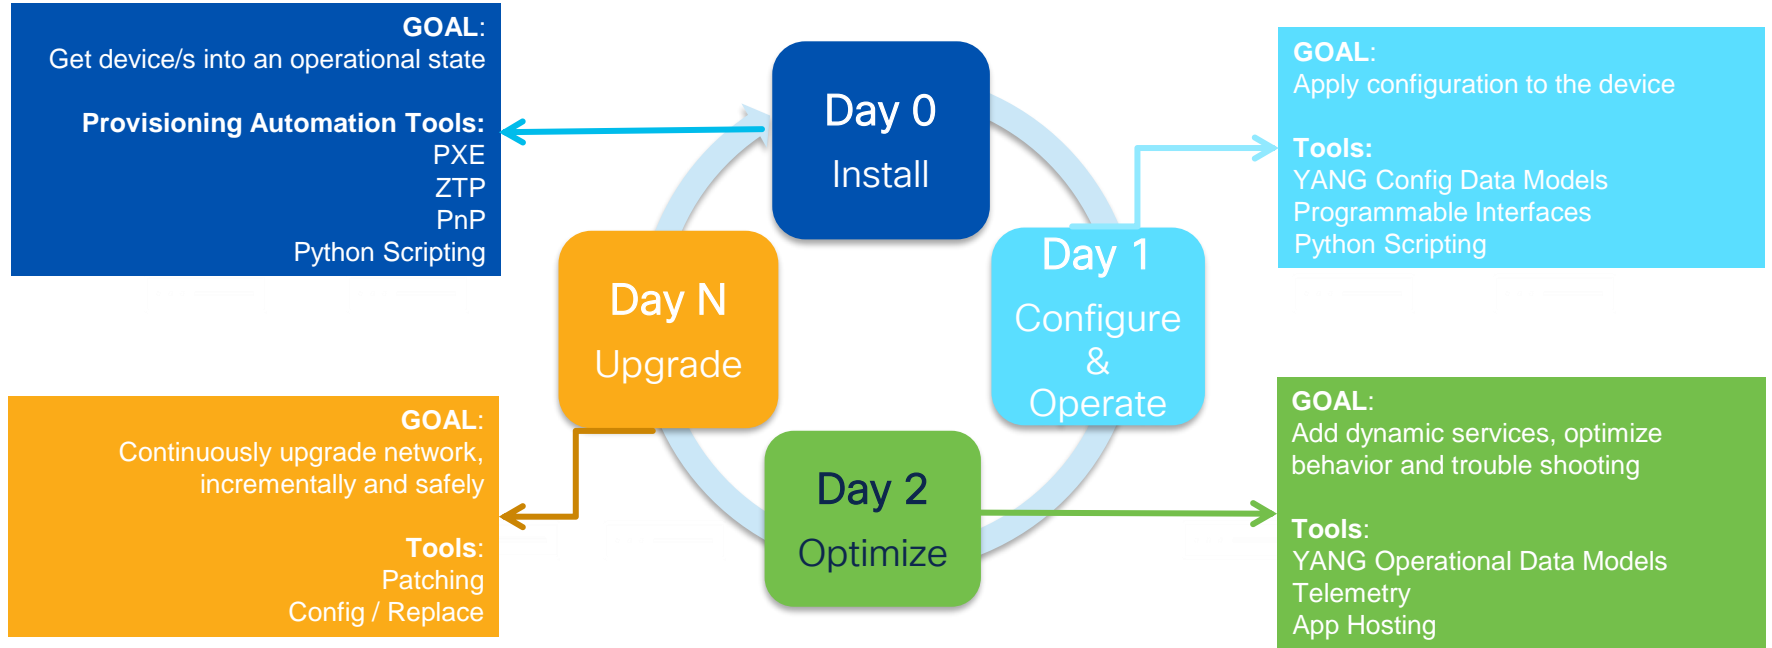 GOAL:
Get device/s into an operational state
Provisioning Automation Tools:
PXE
ZTP
PnP
Python Scripting
Day 0
Install
GOAL:
Apply configuration to the device
Tools:
YANG Config Data Models
Programmable Interfaces
Python Scripting
Day 1
Configure
&
Operate
Day N
Upgrade
GOAL:
Continuously upgrade network,
incrementally and safely
Tools:
Patching
Config / Replace
Day 2
Optimize
GOAL:
Add dynamic services, optimize
behavior and trouble shooting
Tools:
YANG Operational Data Models
Telemetry
App Hosting